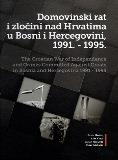 Domovinski rat
i zločini nad Hrvatima
u Bosni i Hercegovini,
1991. - 1995.
The Croatian War of Independence
and Crimes Committed Against Croats
in Bosnia and Herzegovina 1991 - 1995